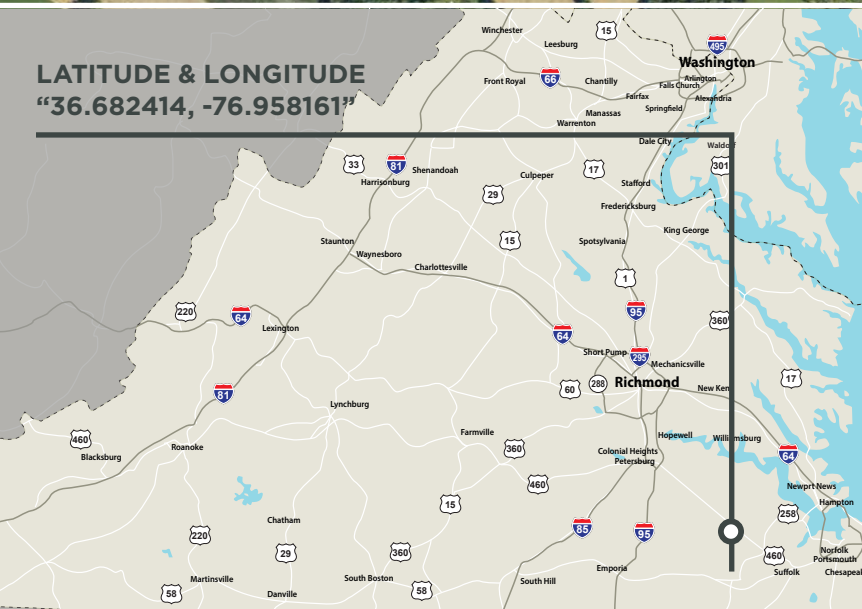 Winchester
15
495
Leesburg
Washington
LATITUDE & LONGITUDE
“36.682414, -76.958161”
Front Royal
66
Chantilly
Arlington
Falls Church
Fairfax
Alexandria
Springfield
Manassas
Warrenton
Dale City
Waldorf
33
81
Shenandoah
17
301
Harrisonburg
Culpeper
Stafford
29
Fredericksburg
King George
Staunton
15
Spotsylvania
Waynesboro
Charlottesville
1
220
64
95
Lexington
64
360
Short Pump
295
Mechanicsville
17
60
288
Richmond
New Kent
81
Lynchburg
460
Farmville
Hopewell
Williamsburg
Blacksburg
Roanoke
360
Colonial Heights
Petersburg
64
460
Newprt News
15
Hampton
258
Chatham
220
29
360
85
95
Norfolk
460
Portsmouth
Emporia
Suffolk
Chesapeak
Martinsville
South Boston
South Hill
58
Danville
58